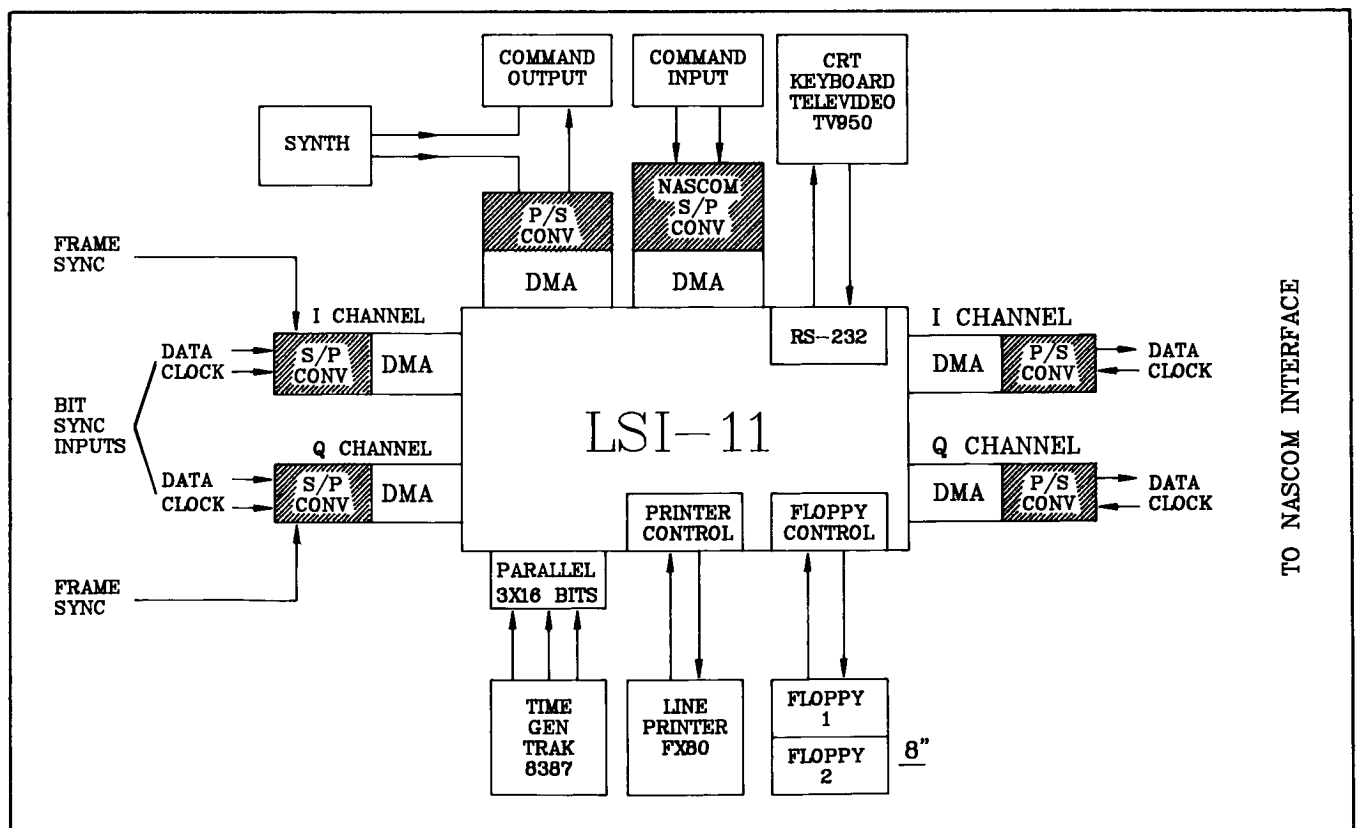 COMMAND
OUTPUT
COMMAND
INPUT
CRT
KEYBOARD
TELEVIDEO
TV950
SYNTH
P/S
CONV
DMA
NASCOM
S/P
CONV
DMA
RS-232
FRAME
SYNC
I CHANNEL
DATA
CLOCK
S/P
CONV
DMA
BIT
SYNC
INPUTS
Q CHANNEL
DATA
CLOCK
S/P
CONV
DMA
FRAME
SYNC
LSI-11
I CHANNEL
DMA
P/S
CONV
DATA
CLOCK
Q CHANNEL
DMA
P/S
CONV
DATA
CLOCK
TO NASCOM INTERFACE
PARALLEL
3X16 BITS
PRINTER
CONTROL
FLOPPY
CONTROL
TIME
GEN
TRAK
8387
LINE
PRINTER
FX80
FLOPPY
1
FLOPPY
2
8"